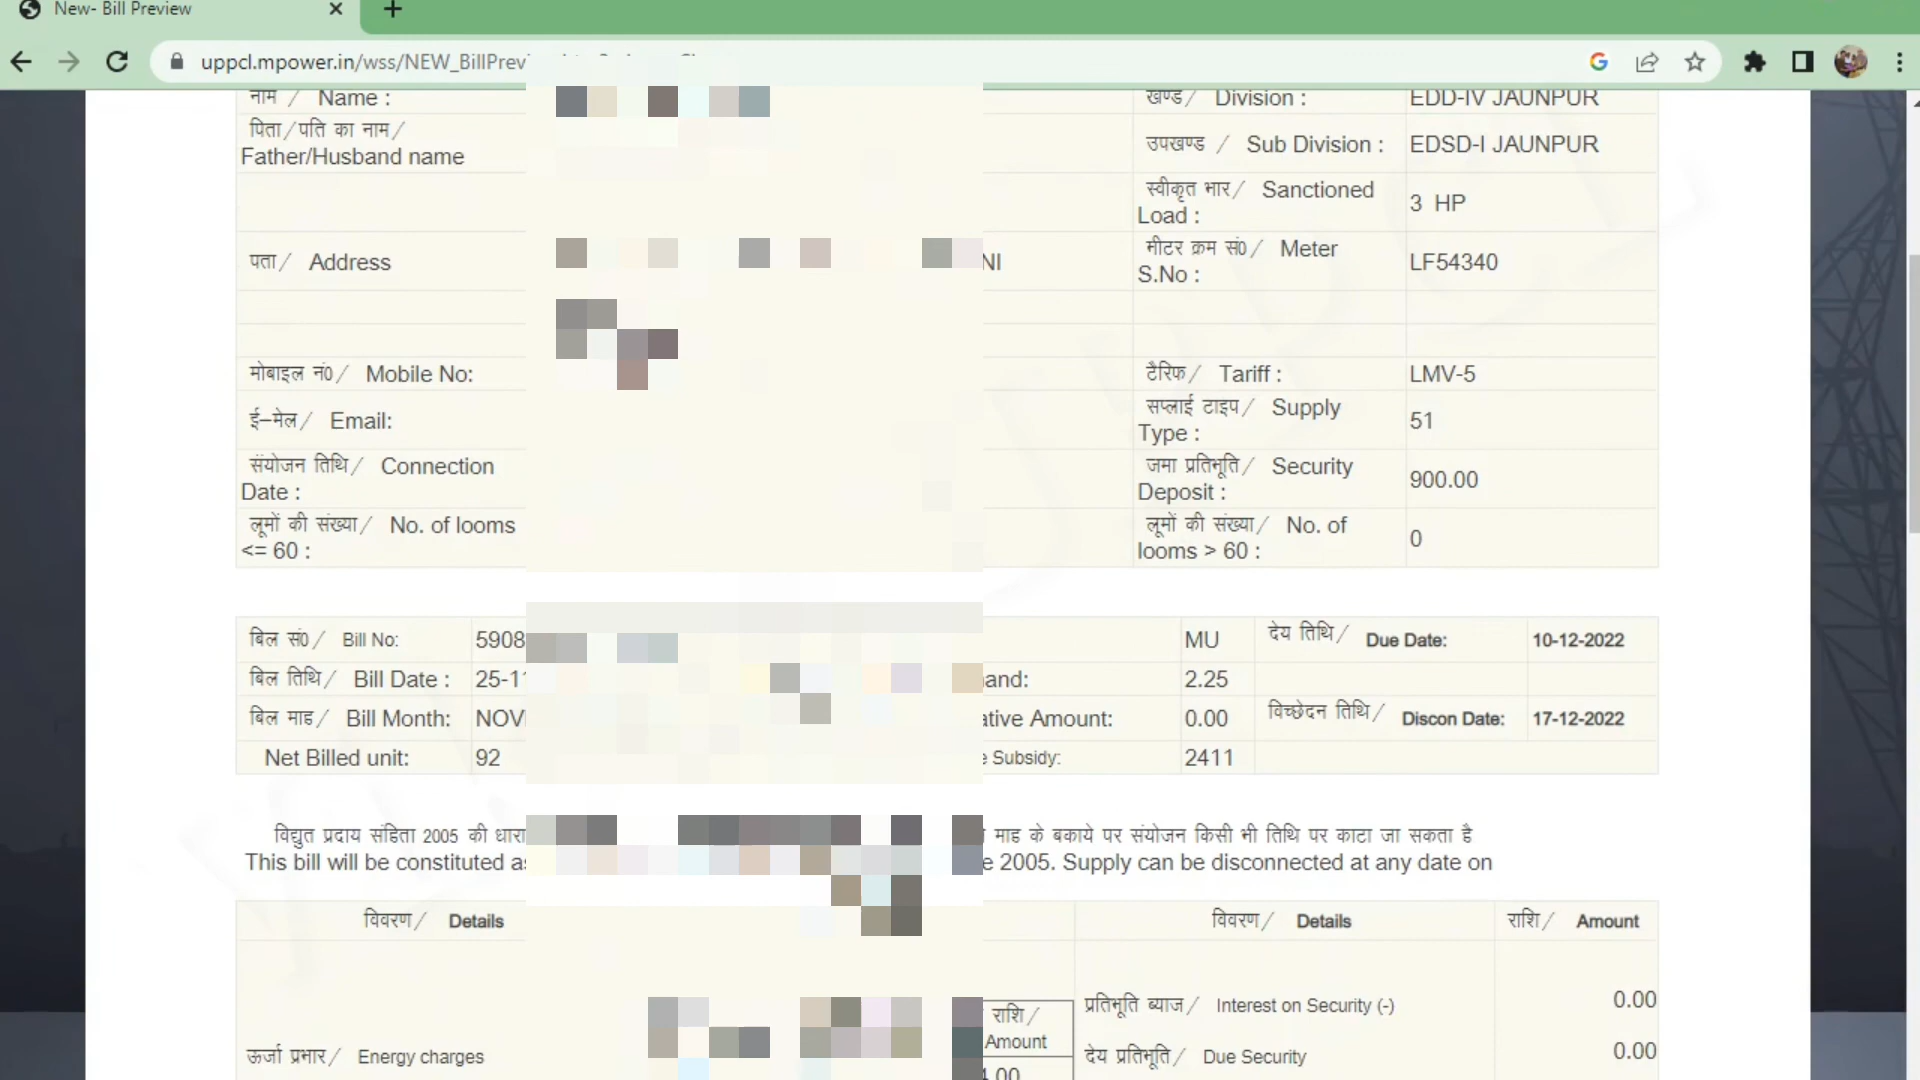 New- Bill Preview
uppcl.mpower.in/wss/NEW_BillPrev
नाम / Name :
खण्ड/ Division :
EDD-IV JAUNPUR
पिता/पति का नाम/
Father/Husband name
उपखण्ड / Sub Division :
EDSD-I JAUNPUR
स्वीकृत भार/ Sanctioned
Load :
3 HP
पता/ Address
NI
मीटर क्रम सं0/ Meter
S.No :
LF54340
मोबाइल नं0/ Mobile No:
टैरिफ/ Tariff :
LMV-5
ई-मेल/ Email:
सप्लाई टाइप/ Supply
Type :
51
संयोजन तिथि/ Connection
Date :
जमा प्रतिभूति/ Security
Deposit :
900.00
लूमों की संख्या/ No. of looms
<= 60 :
लूमों की संख्या/ No. of
looms > 60 :
0
बिल सं0/ Bill No:
5908
MU
देय तिथि/ Due Date:
10-12-2022
बिल तिथि/ Bill Date :
25-1
and:
2.25
बिल माह/ Bill Month:
NOV
ative Amount:
0.00
विच्छेदन तिथि/ Discon Date:
17-12-2022
Net Billed unit:
92
e Subsidy:
2411
विद्युत प्रदाय संहिता 2005 की धारा
माह के बकाये पर संयोजन किसी भी तिथि पर काटा जा सकता है
This bill will be constituted as
e 2005. Supply can be disconnected at any date on
विवरण/ Details
विवरण/ Details
राशि/ Amount
राशि/
Amount
प्रतिभूति ब्याज/ Interest on Security (-)
0.00
ऊर्जा प्रभार/ Energy charges
देय प्रतिभूति/ Due Security
0.00